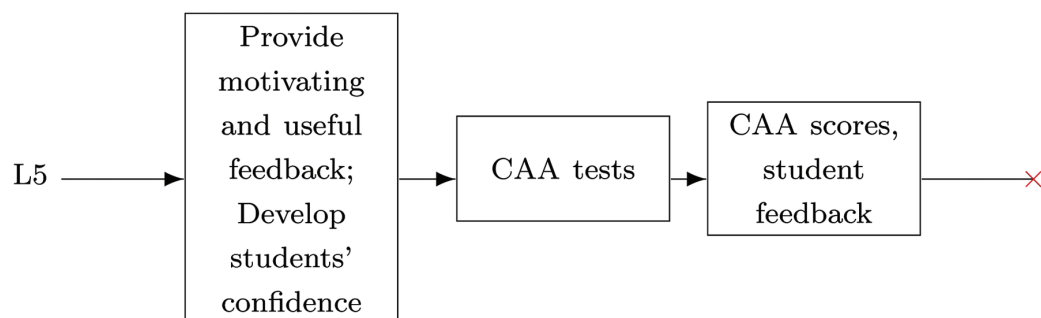 L5
Provide
motivating
and useful
feedback;
Develop
students'
confidence
CAA tests
CAA scores,
student
feedback